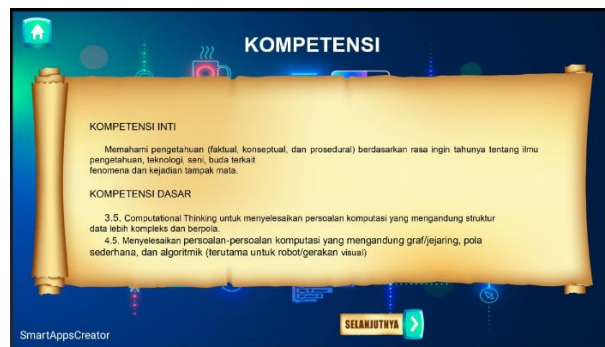 KOMPETENSI
KOMPETENSI INTI
Memahami pengetahuan (faktual, konseptual, dan prosedural) berdasarkan rasa ingin tahunya tentang ilmu
pengetahuan, teknologi, seni, buda terkait
fenomena dan kejadian tampak mata.
KOMPETENSI DASAR
3.5. Computational Thinking untuk menyelesaikan persoalan komputasi yang mengandung struktur
data lebih kompleks dan berpola.
4.5. Menyelesaikan persoalan-persoalan komputasi yang mengandung graf/jejaring, pola
sederhana, dan algoritmik (terutama untuk robot/gerakan visual)
SELANJUTNYA
SmartAppsCreator